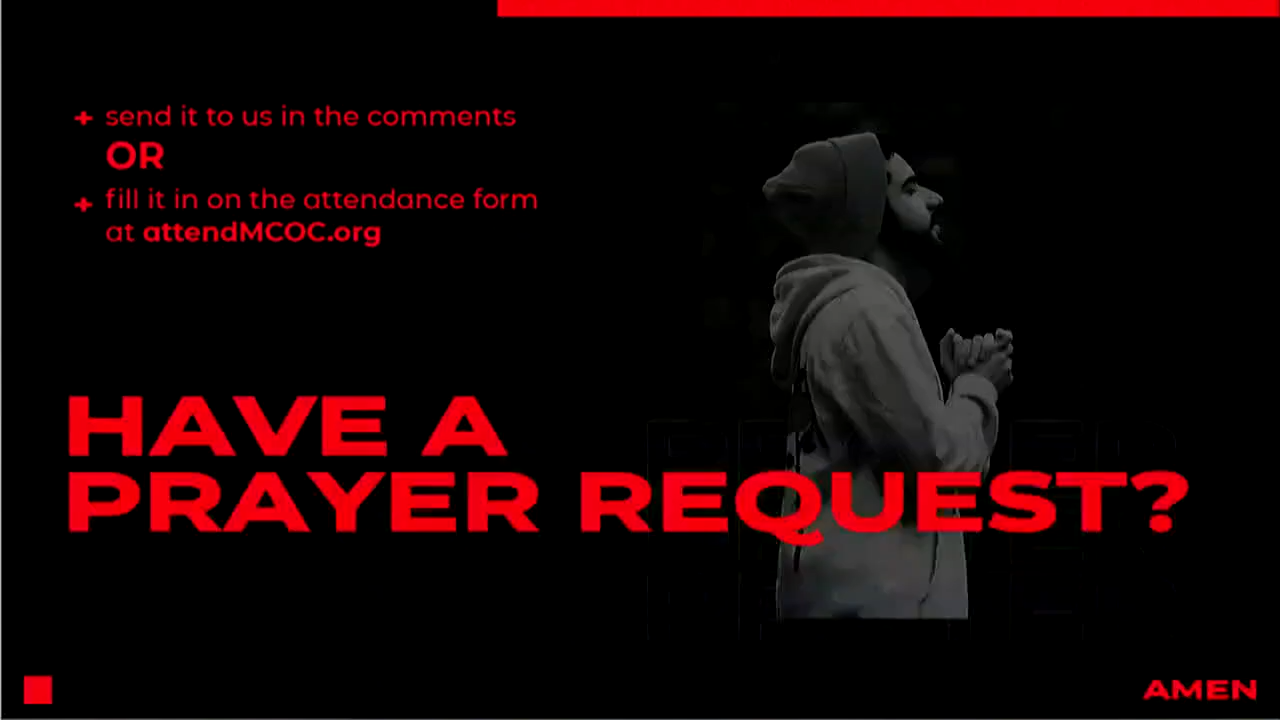 + send it to us in the comments
OR
+ fill it in on the attendance form
at attendMCOC.org
HAVE A
PRAYER REQUEST?
AMEN